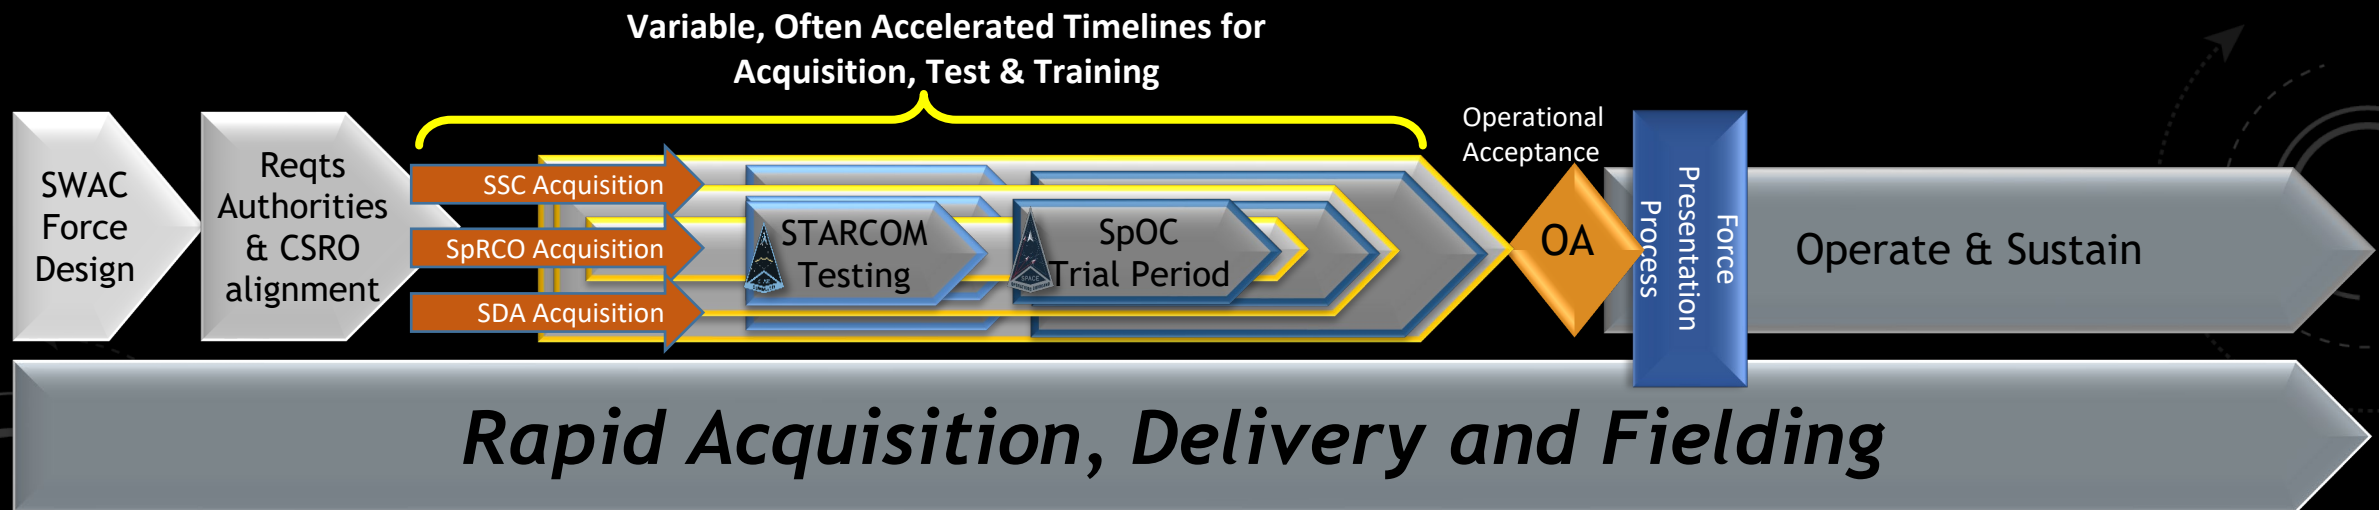 Variable, Often Accelerated Timelines for
Acquisition, Test & Training
SWAC
Force
Design
Reqts
Authorities
& CSRO
alignment
SSC Acquisition
SpRCO Acquisition
SDA Acquisition
STARCOM
Testing
SpOC
Trial Period
Operational
Acceptance
OA
Force
Presentation
Process
Operate & Sustain
Rapid Acquisition, Delivery and Fielding